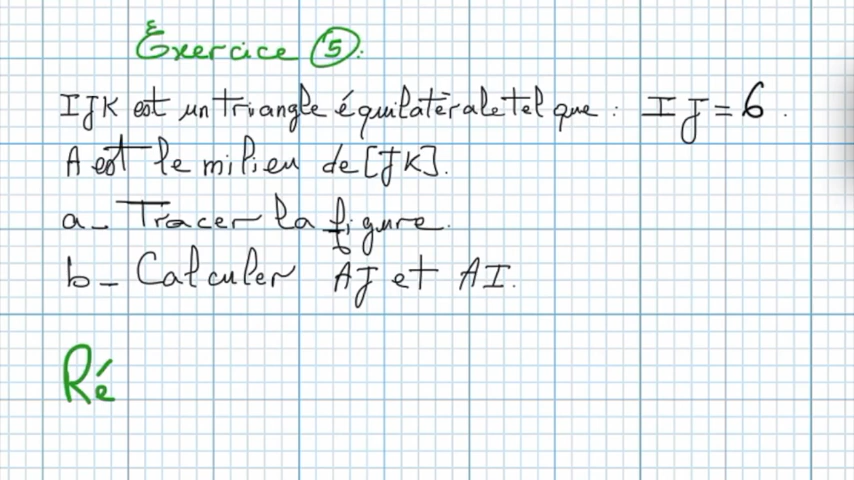 Exercice 5:
IJK est un triangle équilatérale tel que : IJ = 6.
A est le milieu de [JK].
a- Tracer la figure.
b- Calculer AJ et AI.
Ré